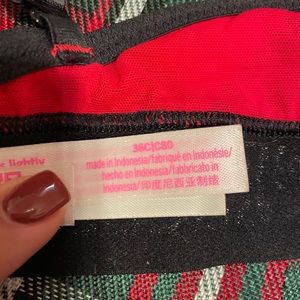 lightly
36C|C80
made in Indonesia/fabriqué en Indonésie/
hecho en Indonesia/fabbricato in
Indonesia/印度尼西亚制造